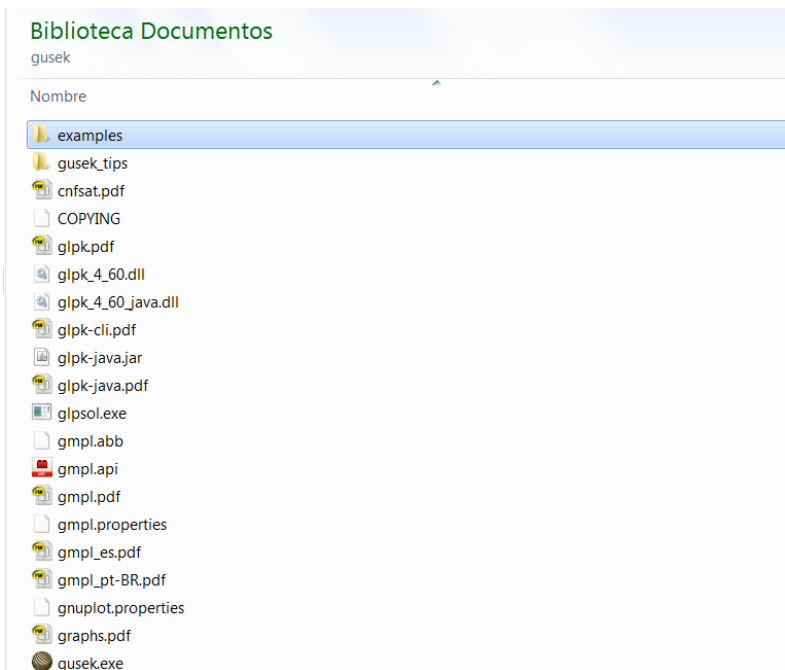 Biblioteca Documentos
gusek
Nombre
examples
gusek_tips
cnfsat.pdf
COPYING
glpk.pdf
glpk_4_60.dll
glpk_4_60_java.dll
glpk-cli.pdf
glpk-java.jar
glpk-java.pdf
glpsol.exe
gmpl.abb
gmpl.api
gmpl.pdf
gmpl.properties
gmpl_es.pdf
gmpl_pt-BR.pdf
gnuplot.properties
graphs.pdf
gusek.exe